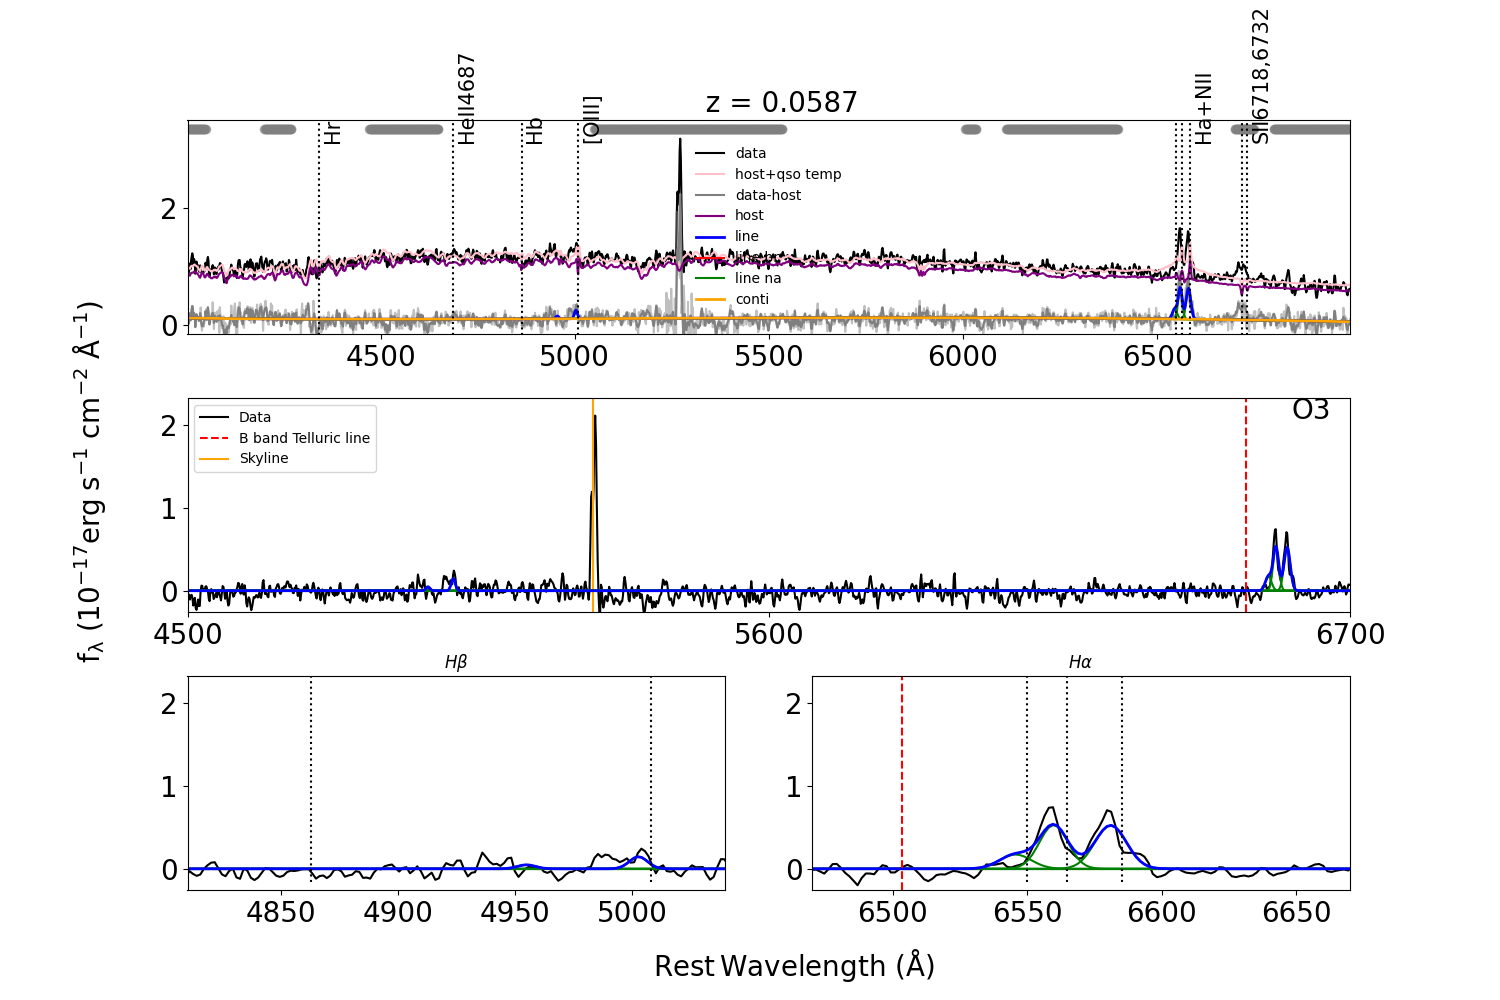 z = 0.0587
Hr
HeII4687
Hb
[OIII]
Ha+NII
SII6718,6732
data
host+qso temp
data-host
host
line
line na
conti
2
0
4500 5000 5500 6000 6500
Data
B band Telluric line
Skyline
O3
2
1
0
4500 5600 6700
fλ (10⁻¹⁷erg s⁻¹ cm⁻² Å⁻¹)
Hβ
2
1
0
4850 4900 4950 5000
Hα
2
1
0
6500 6550 6600 6650
Rest Wavelength (Å)